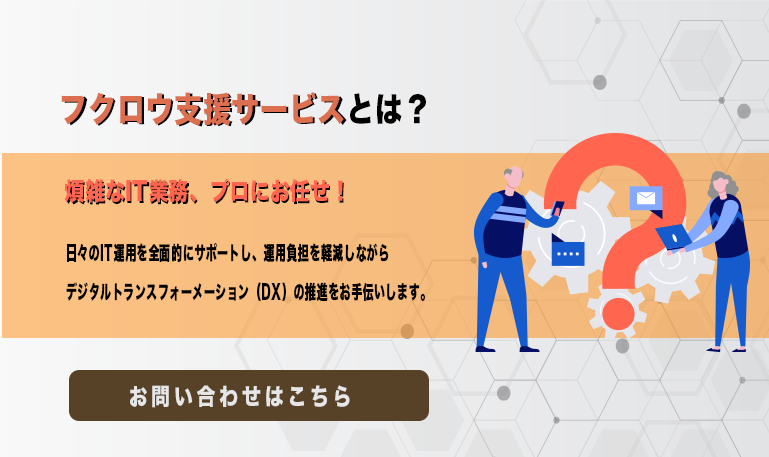 フクロウ支援サービスとは？
煩雑なIT業務、プロにお任せ！
日々のIT運用を全面的にサポートし、運用負担を軽減しながら
デジタルトランスフォーメーション（DX）の推進をお手伝いします。
お問い合わせはこちら